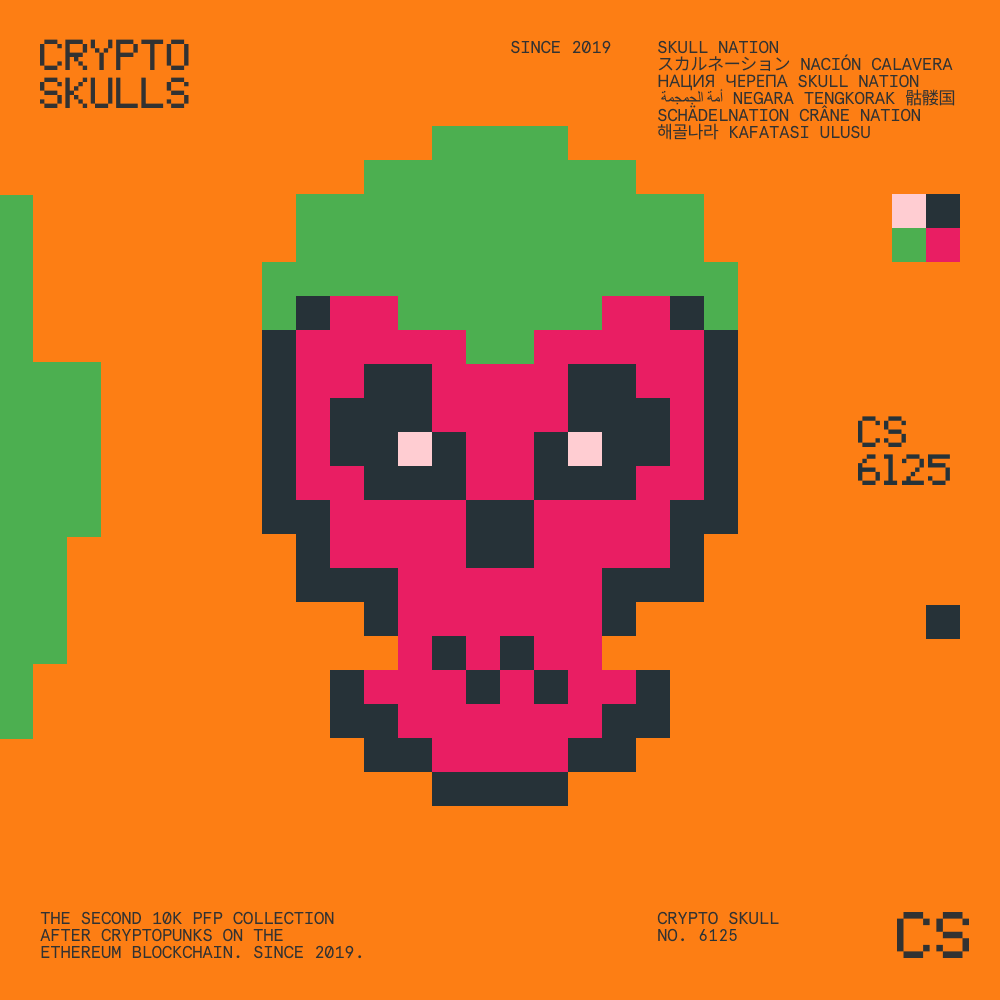 CRYPTO
SKULLS
SINCE 2019
SKULL NATION
スカルネーション NACIÓN CALAVERA
НАЦИЯ ЧЕРЕПА SKULL NATION
أمة الجمجمة NEGARA TENGKORAK 骷髅国
SCHÄDELNATION CRÂNE NATION
해골나라 KAFATASI ULUSU
CS
6125
THE SECOND 10K PFP COLLECTION
AFTER CRYPTOPUNKS ON THE
ETHEREUM BLOCKCHAIN. SINCE 2019.
CRYPTO SKULL
NO. 6125
CS